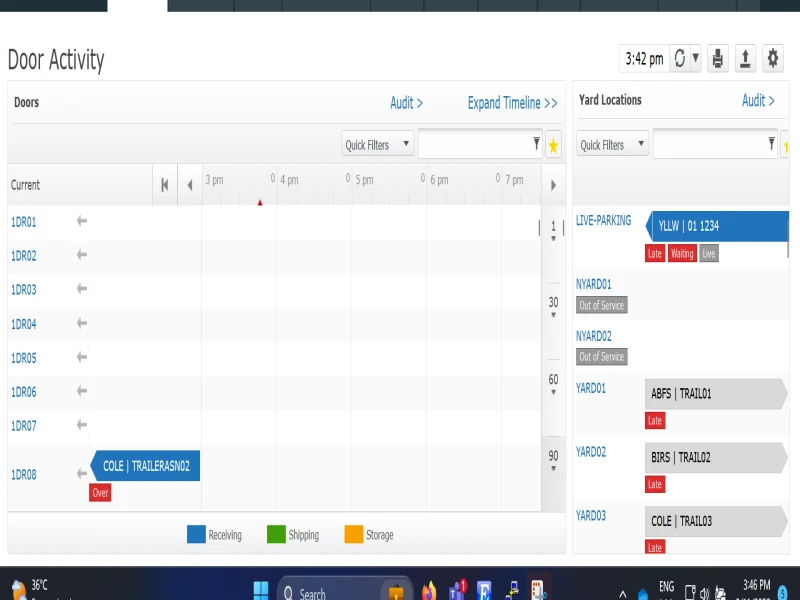 Door Activity
3:42 pm
Doors
Audit >
Expand Timeline >>
Yard Locations
Audit >
Quick Filters
Quick Filters
Current
3 pm
0
4 pm
0
5 pm
0
6 pm
0
7 pm
1DR01
1
1DR02
1DR03
30
1DR04
1DR05
60
1DR06
1DR07
90
1DR08
COLE | TRAILERASN02
Over
Receiving
Shipping
Storage
LIVE-PARKING
YLLW | 01 1234
Late
Waiting
Live
NYARD01
Out of Service
NYARD02
Out of Service
YARD01
ABFS | TRAIL01
Late
YARD02
BIRS | TRAIL02
Late
YARD03
COLE | TRAIL03
Late
36°C
Search
1
ENG
3:46 PM
5